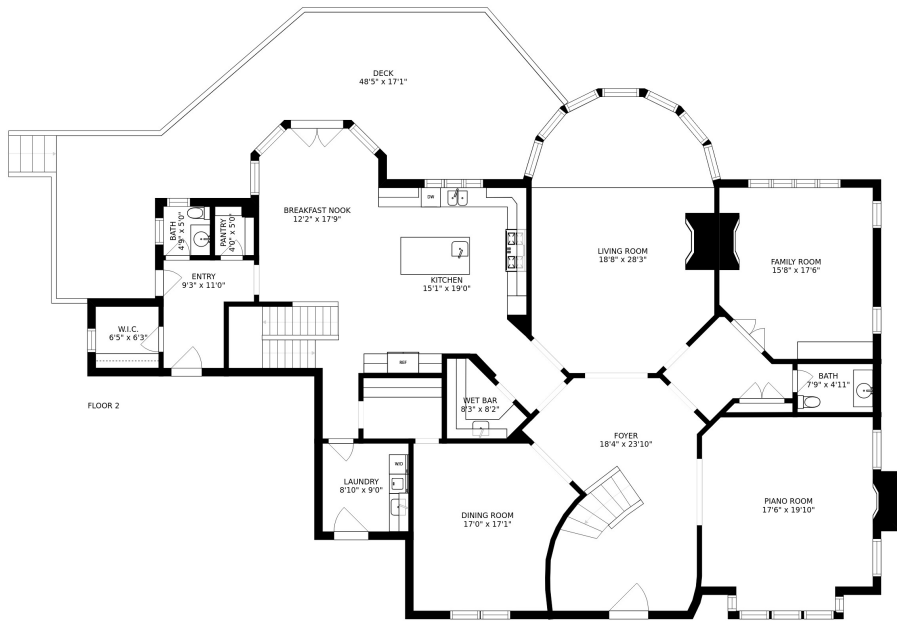 DECK
48'5" x 17'1"
BREAKFAST NOOK
12'2" x 17'9"
DW
BATH
4'9" x 5'0"
PANTRY
4'0" x 5'0"
ENTRY
9'3" x 11'0"
KITCHEN
15'1" x 19'0"
LIVING ROOM
18'8" x 28'3"
FAMILY ROOM
15'8" x 17'6"
W.I.C.
6'5" x 6'3"
REF
BATH
7'9" x 4'11"
WET BAR
8'3" x 8'2"
FLOOR 2
FOYER
18'4" x 23'10"
W/D
LAUNDRY
8'10" x 9'0"
DINING ROOM
17'0" x 17'1"
PIANO ROOM
17'6" x 19'10"